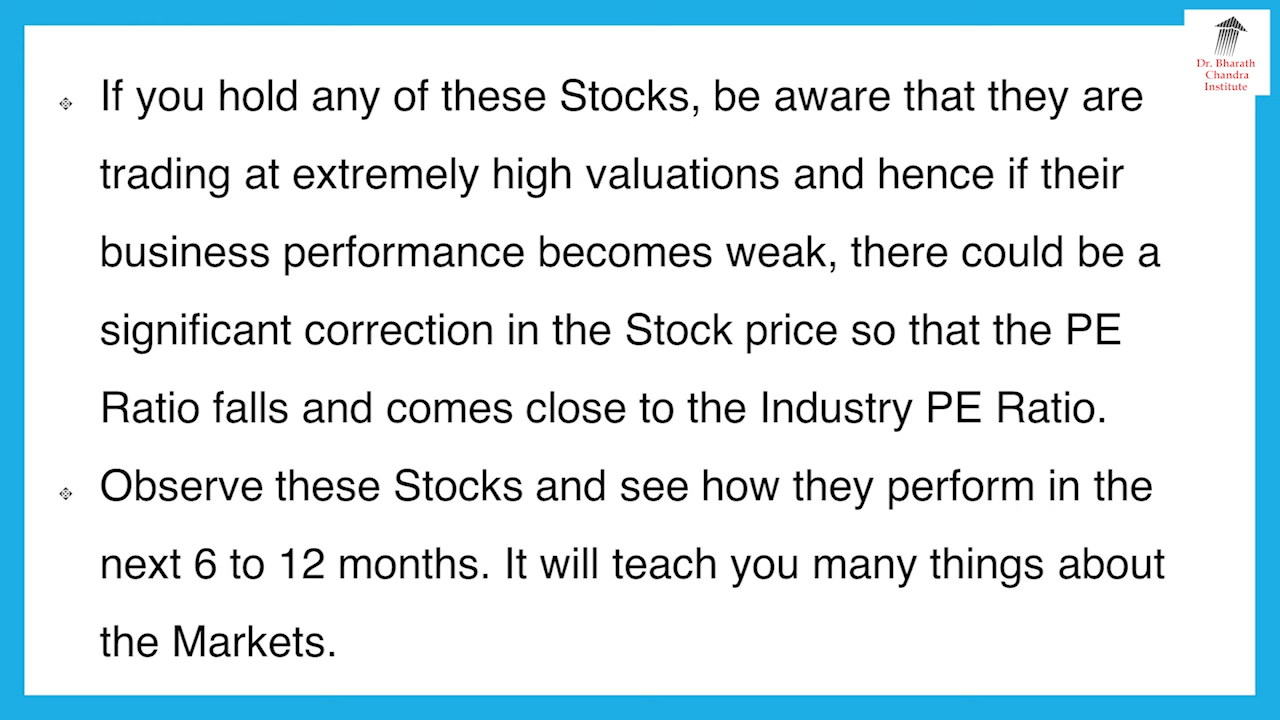 Dr. Bharath
Chandra
Institute
If you hold any of these Stocks, be aware that they are
trading at extremely high valuations and hence if their
business performance becomes weak, there could be a
significant correction in the Stock price so that the PE
Ratio falls and comes close to the Industry PE Ratio.
Observe these Stocks and see how they perform in the
next 6 to 12 months. It will teach you many things about
the Markets.